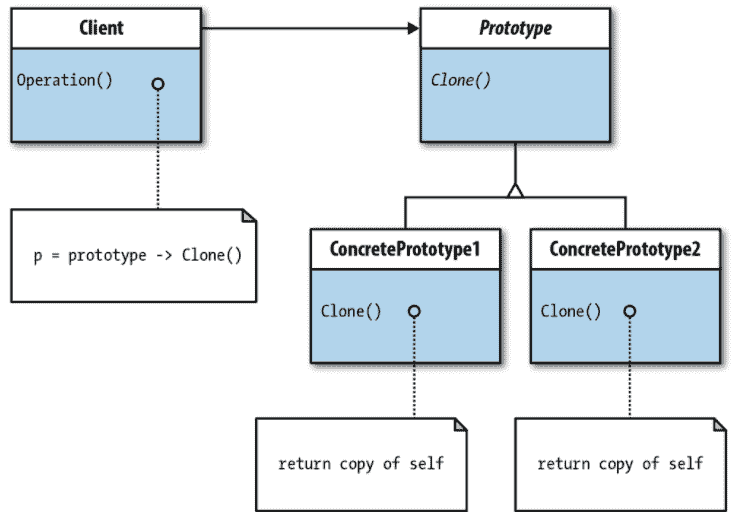 Client
Prototype
Operation()
Clone()
p = prototype -> Clone()
ConcretePrototype1
ConcretePrototype2
Clone()
Clone()
return copy of self
return copy of self